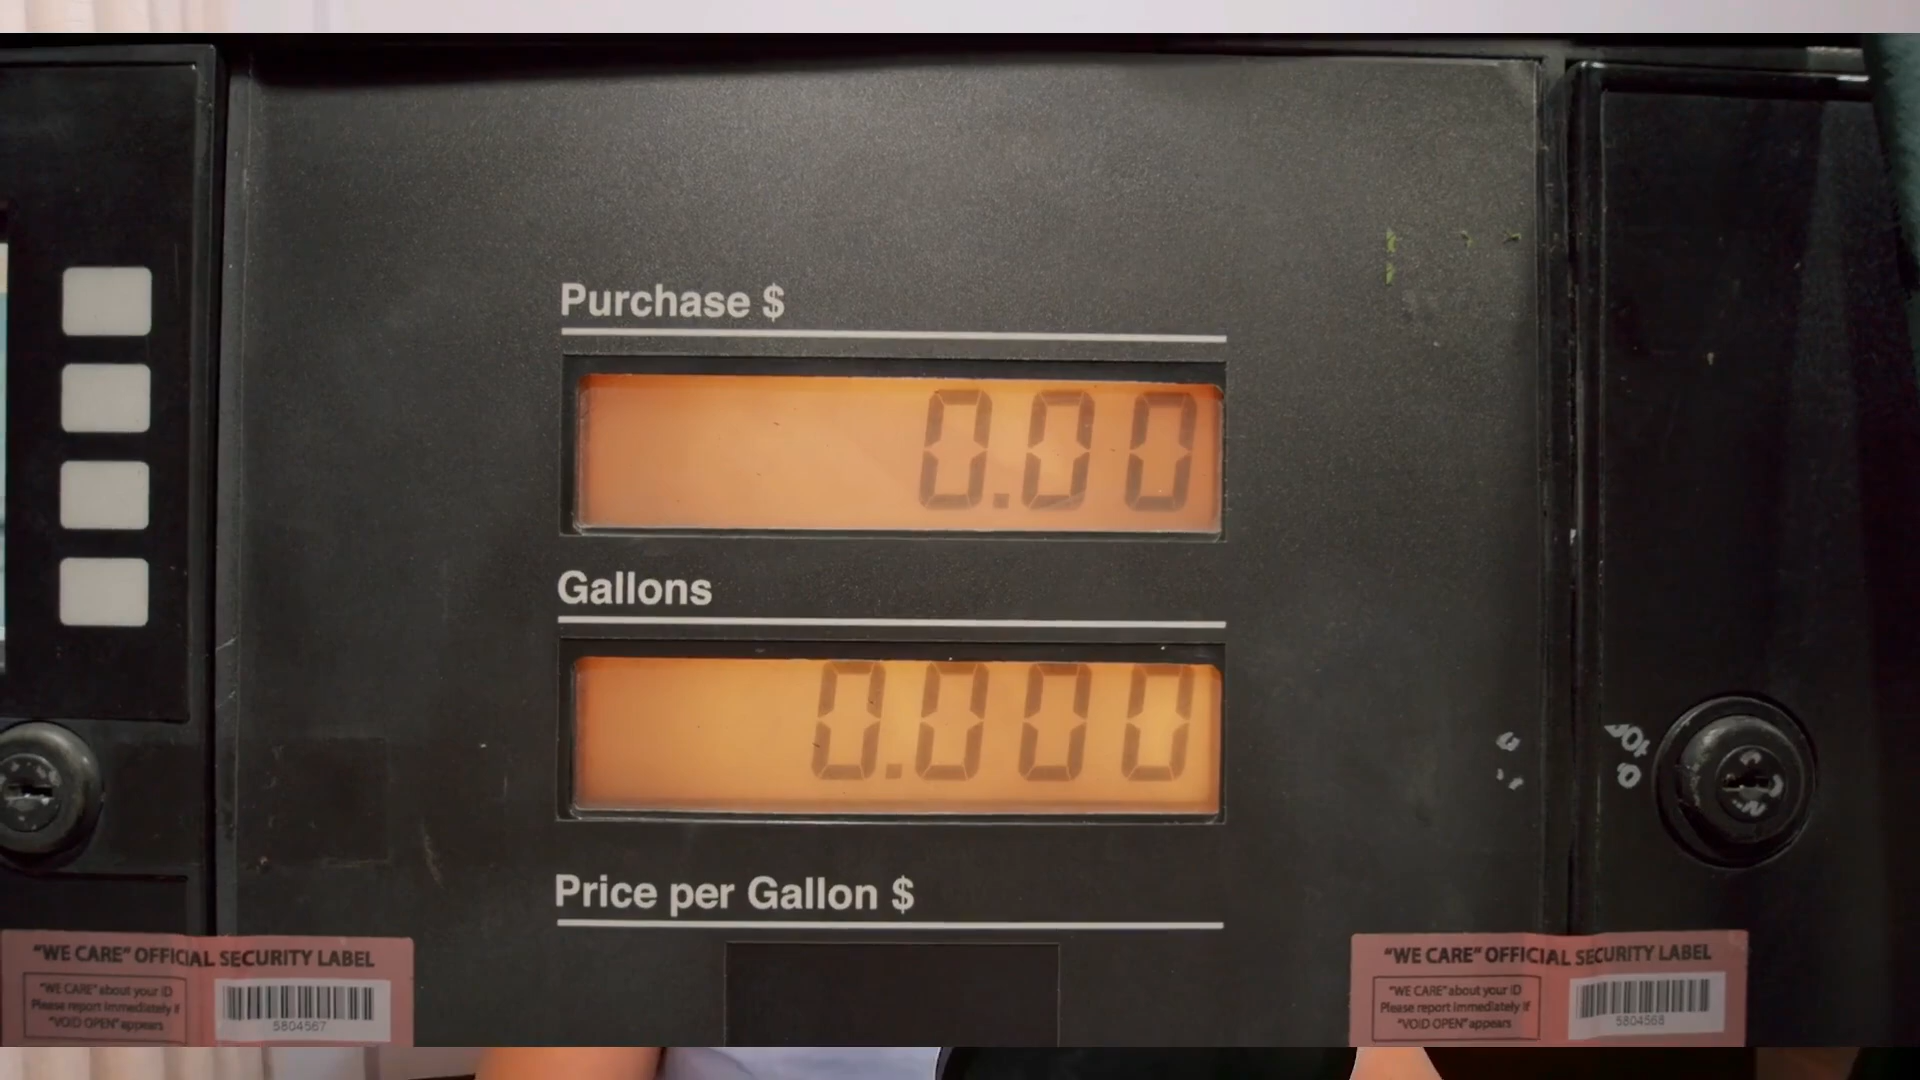 Purchase $
0.00
Gallons
0.000
Price per Gallon $
"WE CARE" OFFICIAL SECURITY LABEL
"WE CARE" about your ID
Please report immediately if
"VOID OPEN" appears
5804567
"WE CARE" OFFICIAL SECURITY LABEL
"WE CARE" about your ID
Please report immediately if
"VOID OPEN" appears
5804568